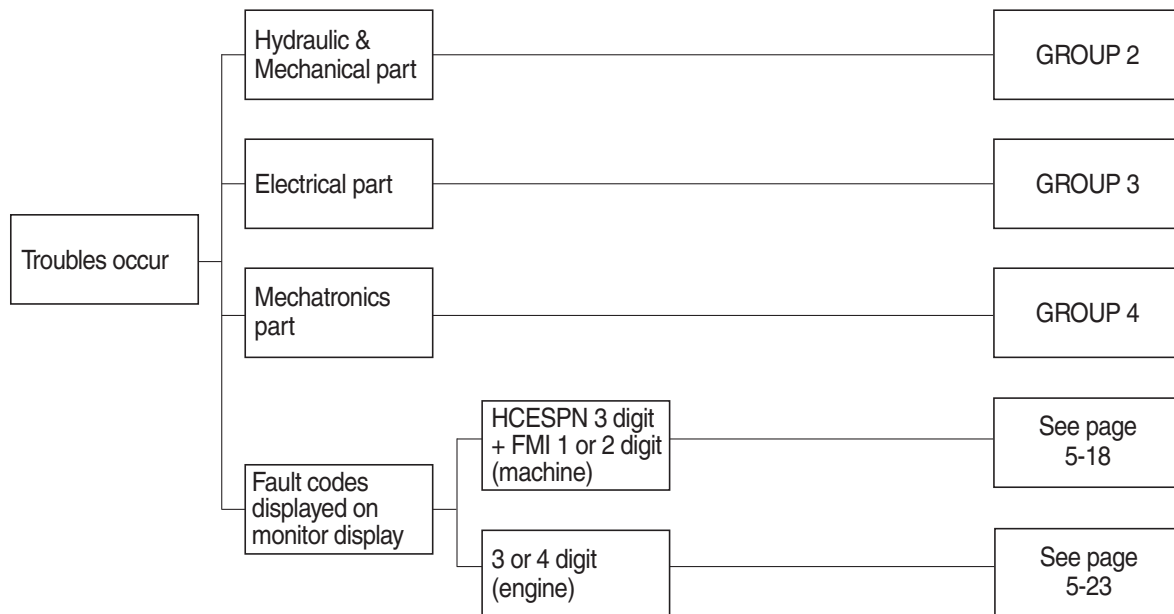 Hydraulic &
Mechanical part
GROUP 2
Electrical part
GROUP 3
Troubles occur
Mechatronics
part
GROUP 4
Fault codes
displayed on
monitor display
HCESPN 3 digit
+ FMI 1 or 2 digit
(machine)
See page
5-18
3 or 4 digit
(engine)
See page
5-23